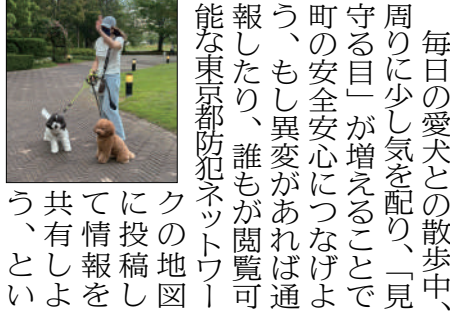 毎日の愛犬との散歩中、
周りに少し気を配り、「見
守る目」が増えることで
町の安全安心につなげよ
う、もし異変があれば通
報したり、誰もが閲覧可
能な東京都防犯ネットワー
クの地図
に投稿し
て情報を
共有しよ
う、とい